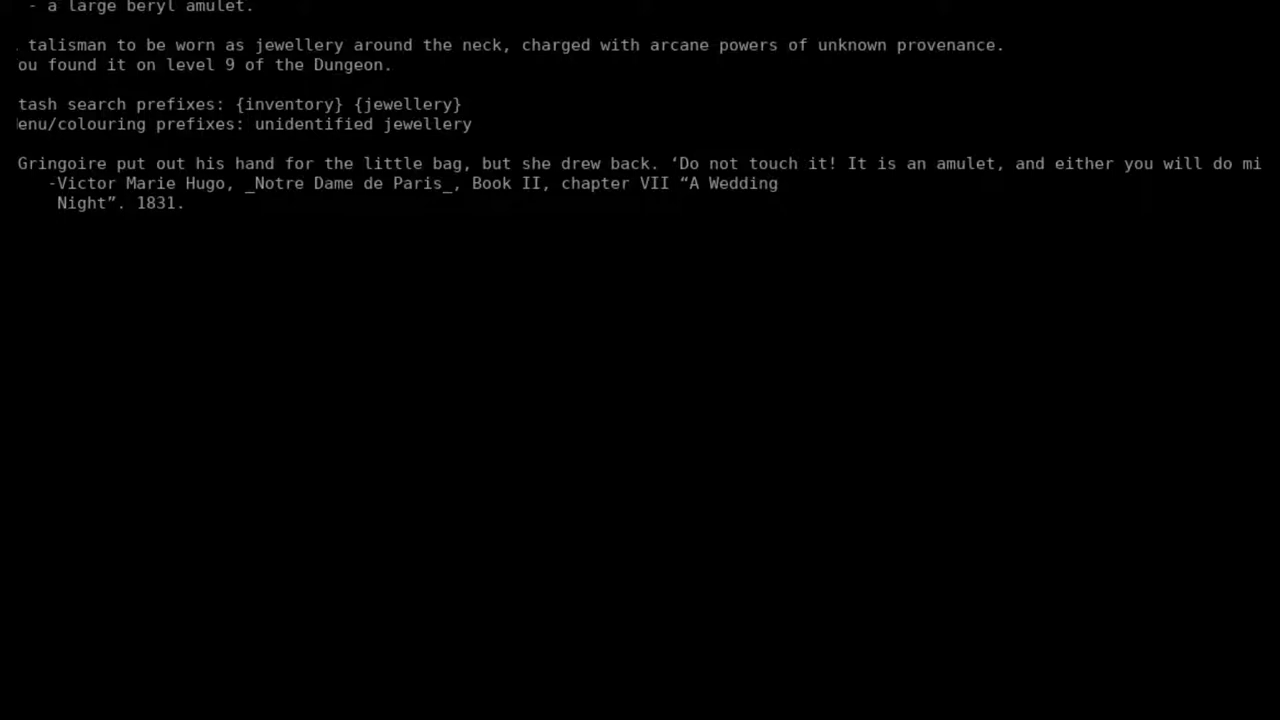 - a large beryl amulet.
talisman to be worn as jewellery around the neck, charged with arcane powers of unknown provenance.
ou found it on level 9 of the Dungeon.
tash search prefixes: {inventory} {jewellery}
enu/colouring prefixes: unidentified jewellery
Gringoire put out his hand for the little bag, but she drew back. ‘Do not touch it! It is an amulet, and either you will do mi
-Victor Marie Hugo, _Notre Dame de Paris_, Book II, chapter VII “A Wedding
Night”. 1831.